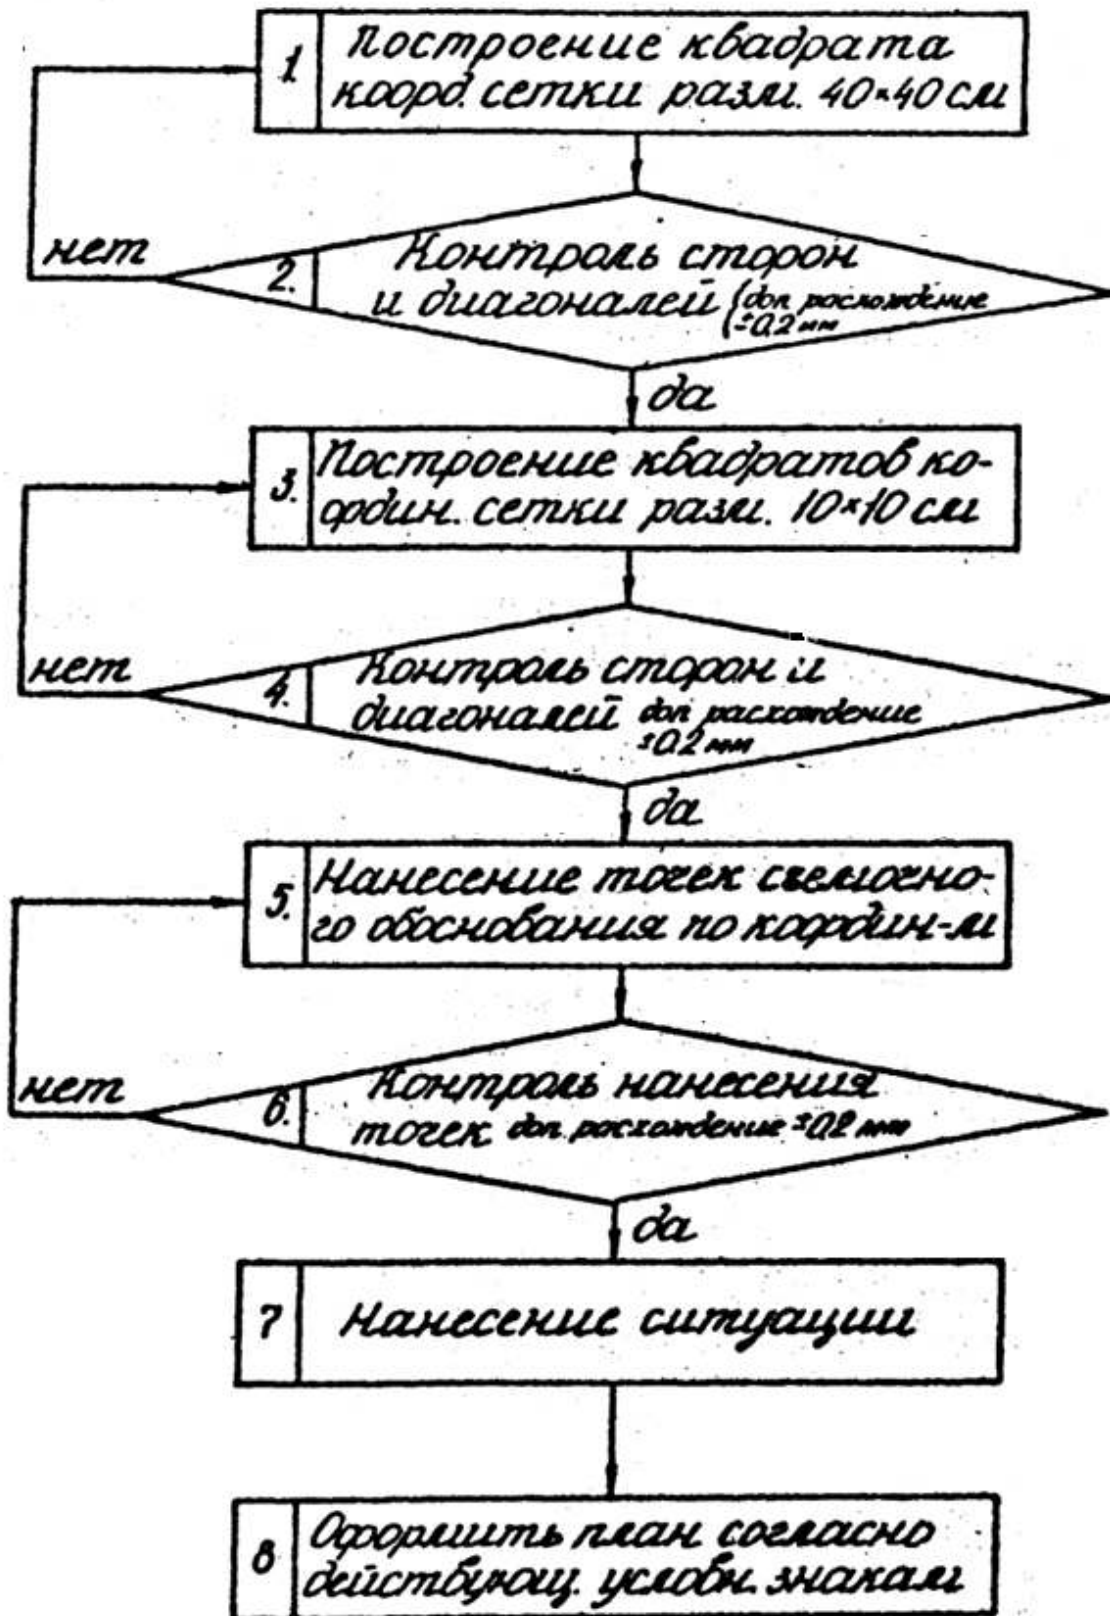 1 Построение квадрата
коорд. сетки разм. 40×40 см
нет
2. Контроль сторон
и диагоналей (доп. расхождение
±0.2 мм
да
3. Построение квадратов ко-
ордин. сетки разм. 10×10 см
нет
4. Контроль сторон и
диагоналей доп. расхождение
±0.2 мм
да
5. Нанесение точек съемочно-
го обоснования по координ-м
нет
6. Контроль нанесения
точек доп. расхождение ±0.2 мм
да
7 Нанесение ситуации
8 Оформить план согласно
действующ. условн. знакам